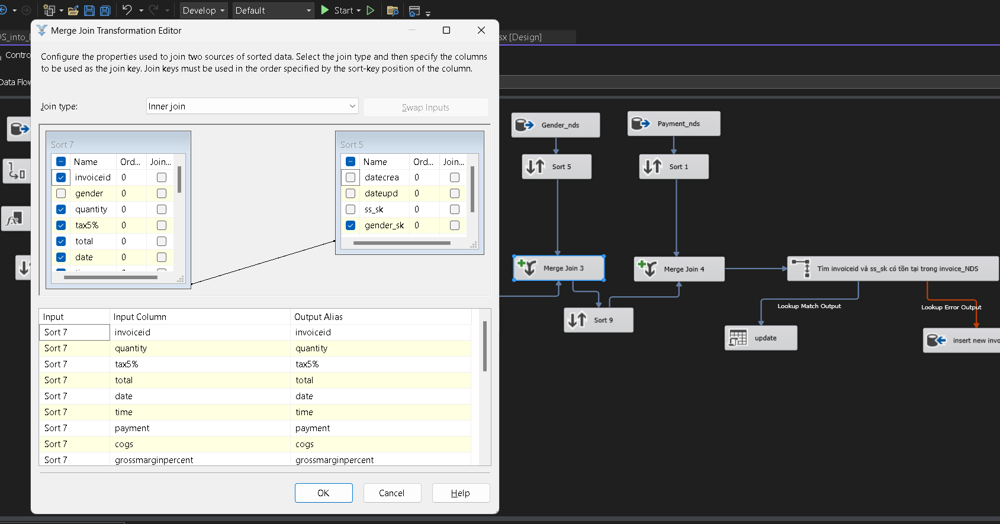 Develop
Default
Start
Merge Join Transformation Editor
sx [Design]
Configure the properties used to join two sources of sorted data. Select the join type and then specify the columns
to be used as the join key. Join keys must be used in the order specified by the sort-key position of the column.
Contro
Data Flov
Join type:
Inner join
Swap Inputs
Sort 7
Name Ord... Join...
invoiceid 0
gender 0
quantity 0
tax5% 0
total 0
date 0
Sort 5
Name Ord... Join...
datecrea 0
dateupd 0
ss_sk 0
gender_sk 0
Input Input Column Output Alias
Sort 7 invoiceid invoiceid
Sort 7 quantity quantity
Sort 7 tax5% tax5%
Sort 7 total total
Sort 7 date date
Sort 7 time time
Sort 7 payment payment
Sort 7 cogs cogs
Sort 7 grossmarginpercent grossmarginpercent
OK
Cancel
Help
Gender_nds
Payment_nds
Sort 5
Sort 1
Merge Join 3
Merge Join 4
Tìm invoiceid và ss_sk có tồn tại trong invoice_NDS
Sort 9
Lookup Match Output
Lookup Error Output
update
insert new invo